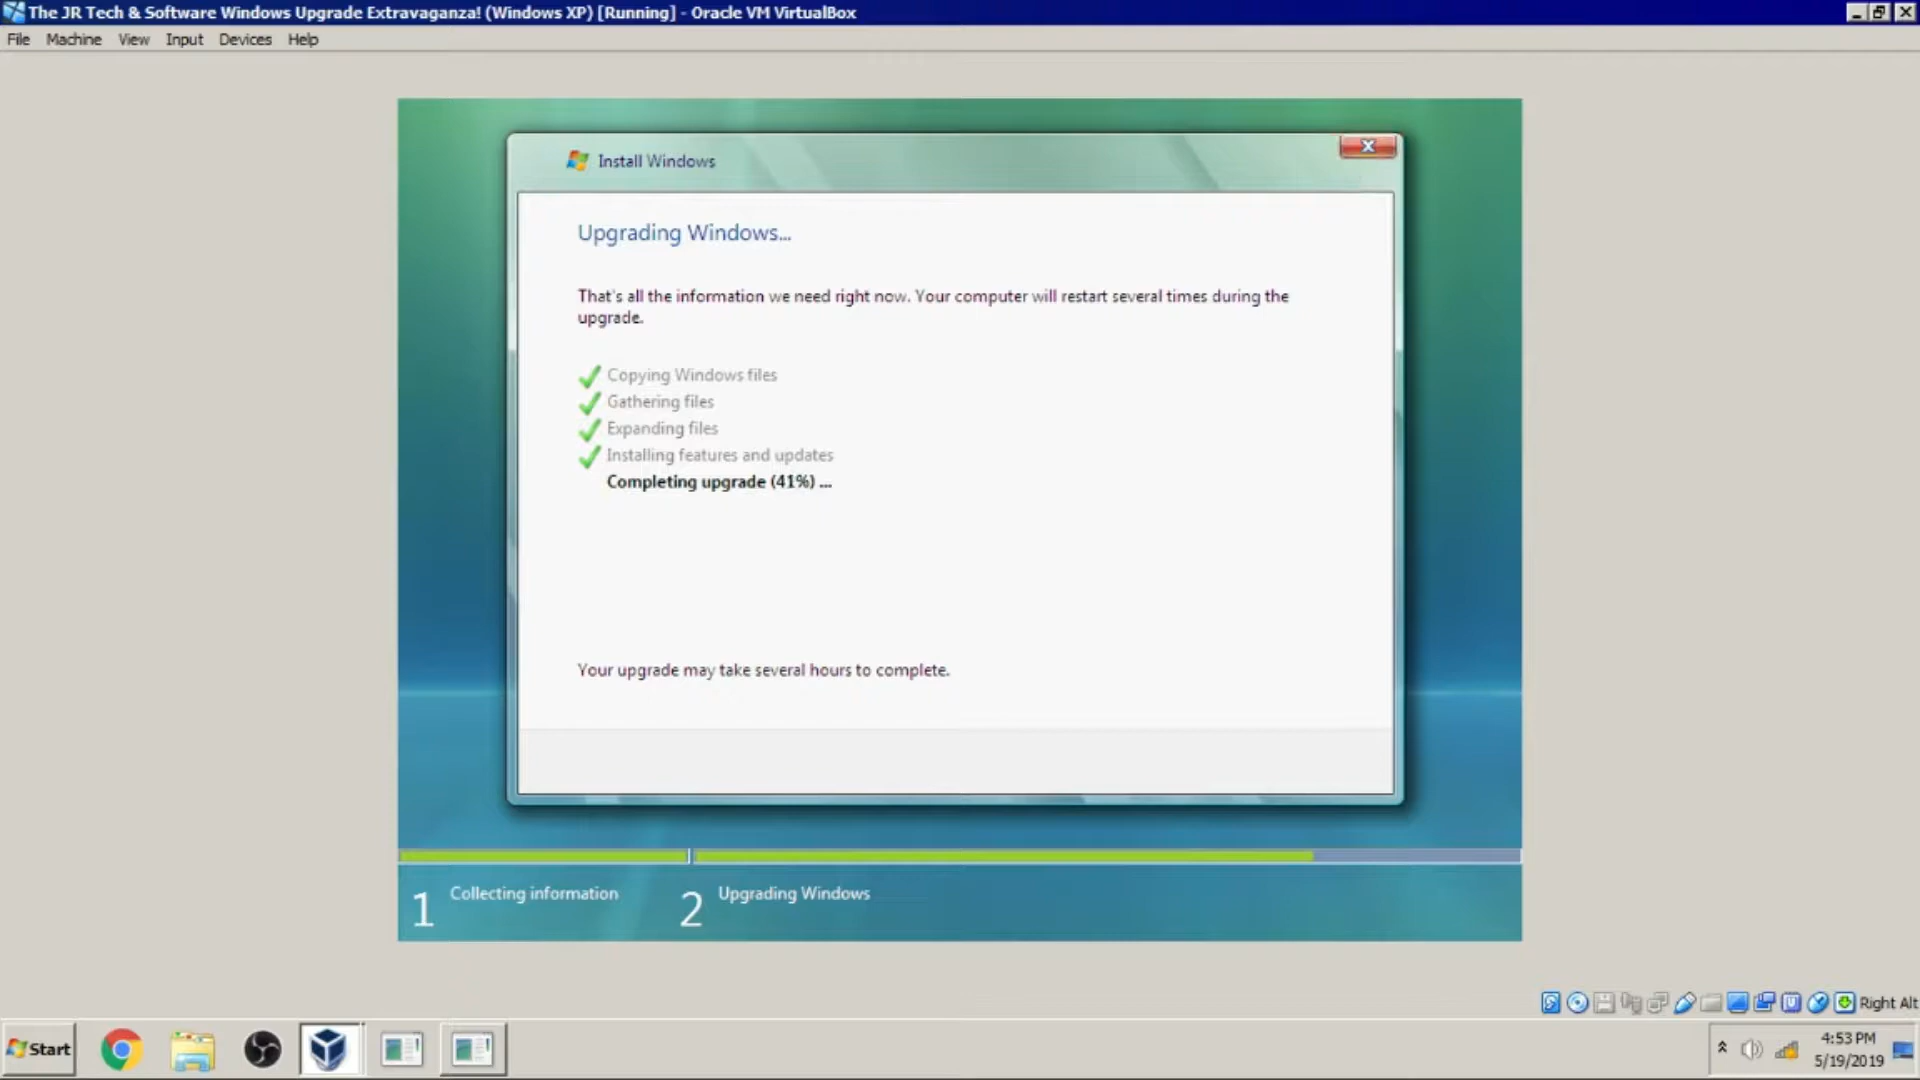 The JR Tech & Software Windows Upgrade Extravaganza! (Windows XP) [Running] - Oracle VM VirtualBox
File Machine View Input Devices Help
Install Windows
Upgrading Windows...
That's all the information we need right now. Your computer will restart several times during the
upgrade.
Copying Windows files
Gathering files
Expanding files
Installing features and updates
Completing upgrade (41%) ...
Your upgrade may take several hours to complete.
1 Collecting information 2 Upgrading Windows
Right Alt
Start
4:53 PM
5/19/2019